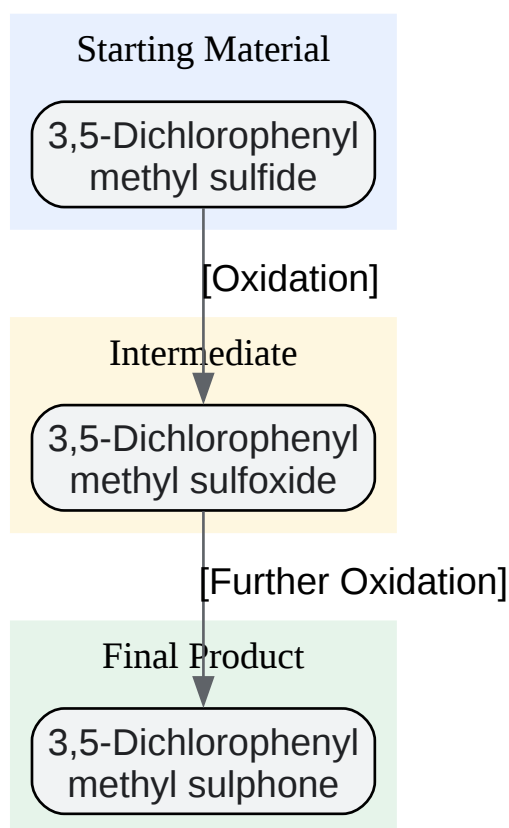 Starting Material
3,5-Dichlorophenyl
methyl sulfide
[Oxidation]
Intermediate
3,5-Dichlorophenyl
methyl sulfoxide
[Further Oxidation]
Final Product
3,5-Dichlorophenyl
methyl sulphone